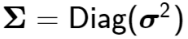 𝚺 = Diag(𝝈²)